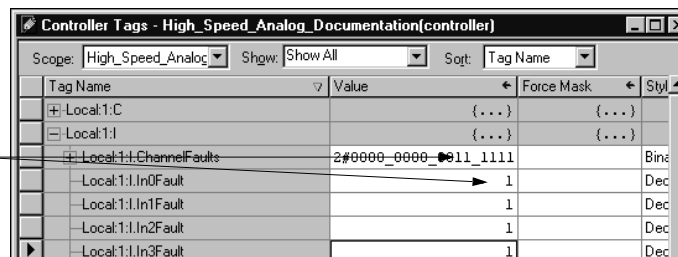 Controller Tags - High_Speed_Analog_Documentation(controller)
Scope: High_Speed_Analog Show: Show All Sort: Tag Name
Tag Name Value Force Mask Styl
Local:1:C {...} {...}
Local:1:I {...} {...}
Local:1:I.ChannelFaults 2#0000_0000_0011_1111 Bina
Local:1:I.In0Fault 1 Dec
Local:1:I.In1Fault 1 Dec
Local:1:I.In2Fault 1 Dec
Local:1:I.In3Fault 1 Dec